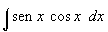 ∫sen x cos x dx